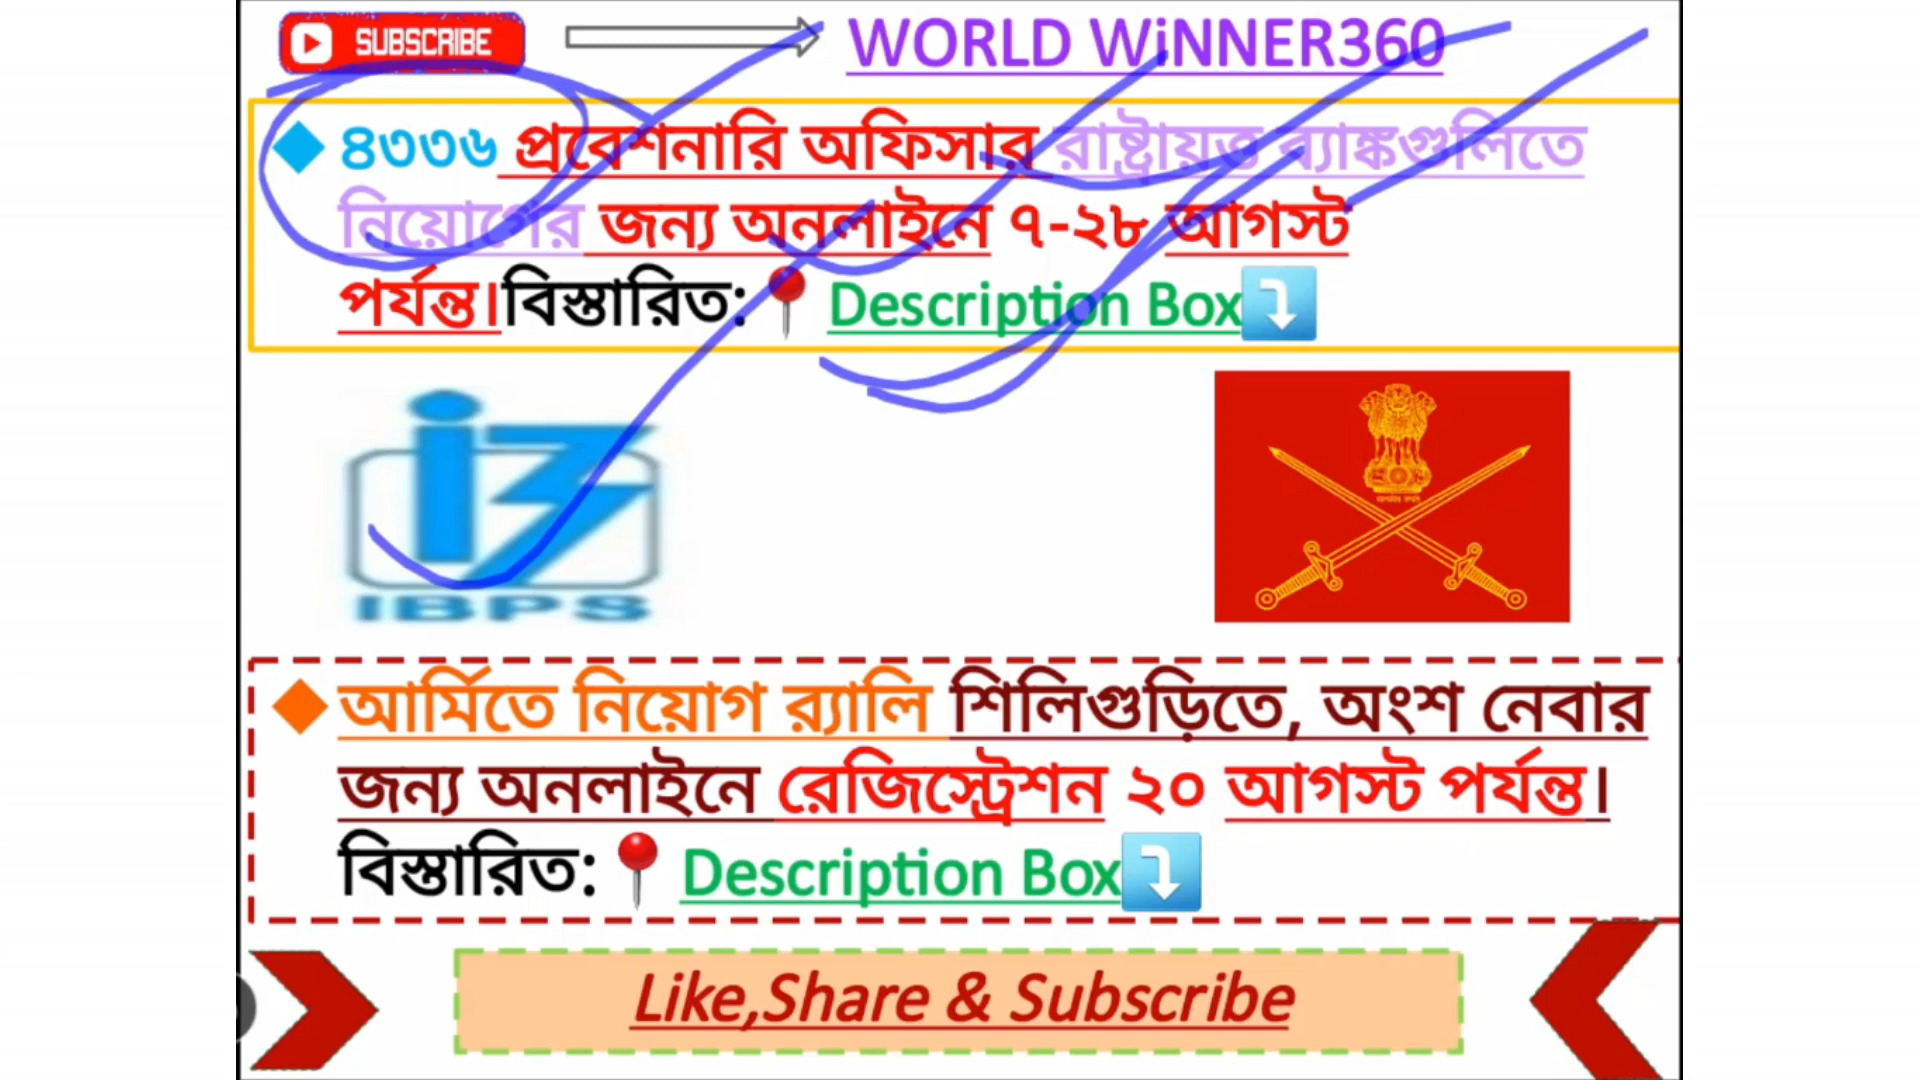 SUBSCRIBE WORLD WiNNER360
৪৩৩৬ প্রবেশনারি অফিসার রাষ্ট্রায়ত্ত ব্যাঙ্কগুলিতে
নিয়োগের জন্য অনলাইনে ৭-২৮ আগস্ট
পর্যন্ত।বিস্তারিত: Description Box
IBPS
আর্মিতে নিয়োগ র‍্যালি শিলিগুড়িতে, অংশ নেবার
জন্য অনলাইনে রেজিস্ট্রেশন ২০ আগস্ট পর্যন্ত।
বিস্তারিত: Description Box
Like,Share & Subscribe